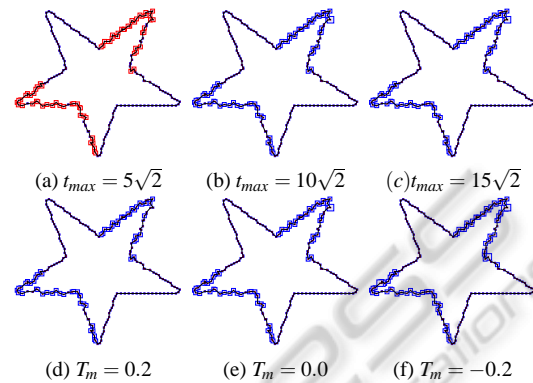 (a) t_max = 5√2 (b) t_max = 10√2 (c)t_max = 15√2
(d) T_m = 0.2 (e) T_m = 0.0 (f) T_m = −0.2